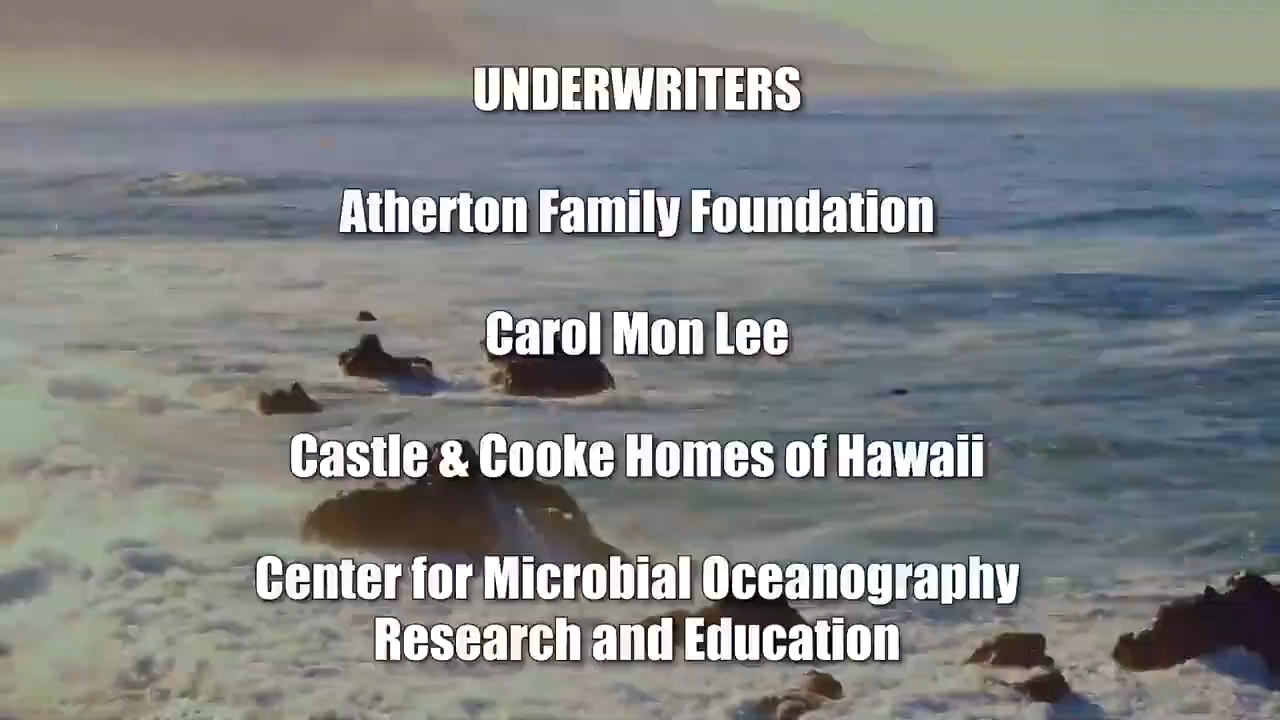 UNDERWRITERS
Atherton Family Foundation
Carol Mon Lee
Castle & Cooke Homes of Hawaii
Center for Microbial Oceanography
Research and Education